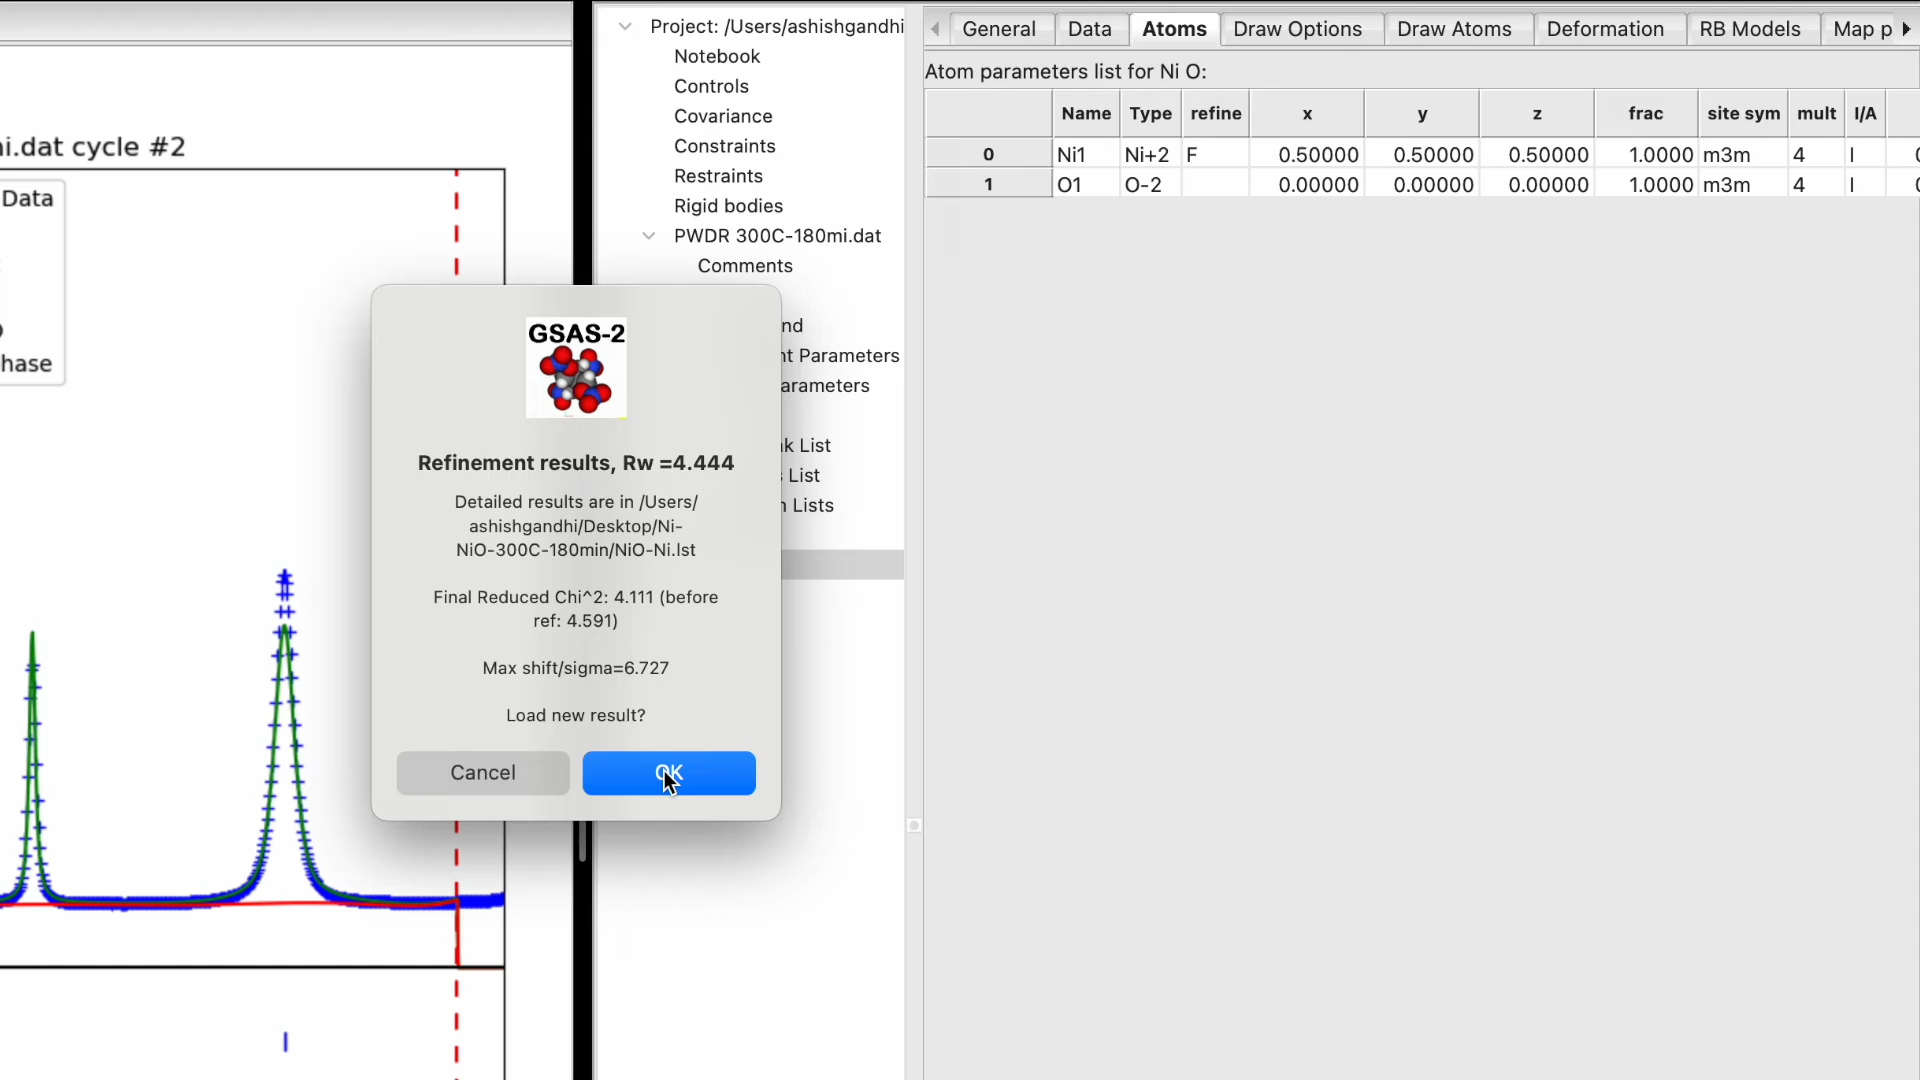 i.dat cycle #2
Data
hase
Project: /Users/ashishgandhi
Notebook
Controls
Covariance
Constraints
Restraints
Rigid bodies
PWDR 300C-180mi.dat
Comments
nd
nt Parameters
arameters
k List
List
Lists
GSAS-2
Refinement results, Rw =4.444
Detailed results are in /Users/
ashishgandhi/Desktop/Ni-
NiO-300C-180min/NiO-Ni.lst
Final Reduced Chi^2: 4.111 (before
ref: 4.591)
Max shift/sigma=6.727
Load new result?
Cancel OK
General Data Atoms Draw Options Draw Atoms Deformation RB Models Map p
Atom parameters list for Ni O:
Name Type refine x y z frac site sym mult I/A
0 Ni1 Ni+2 F 0.50000 0.50000 0.50000 1.0000 m3m 4 I
1 O1 O-2 0.00000 0.00000 0.00000 1.0000 m3m 4 I